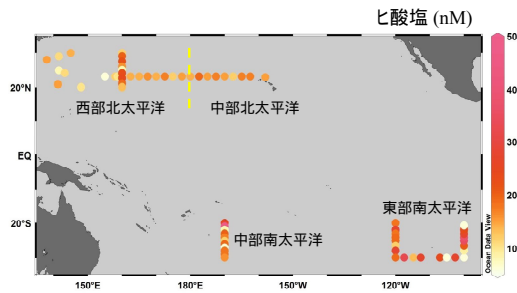 ヒ酸塩 (nM)
50
40
30
20
10
20°N
EQ
20°S
西部北太平洋
中部北太平洋
東部南太平洋
中部南太平洋
150°E
180°E
150°W
120°W
Ocean Data View